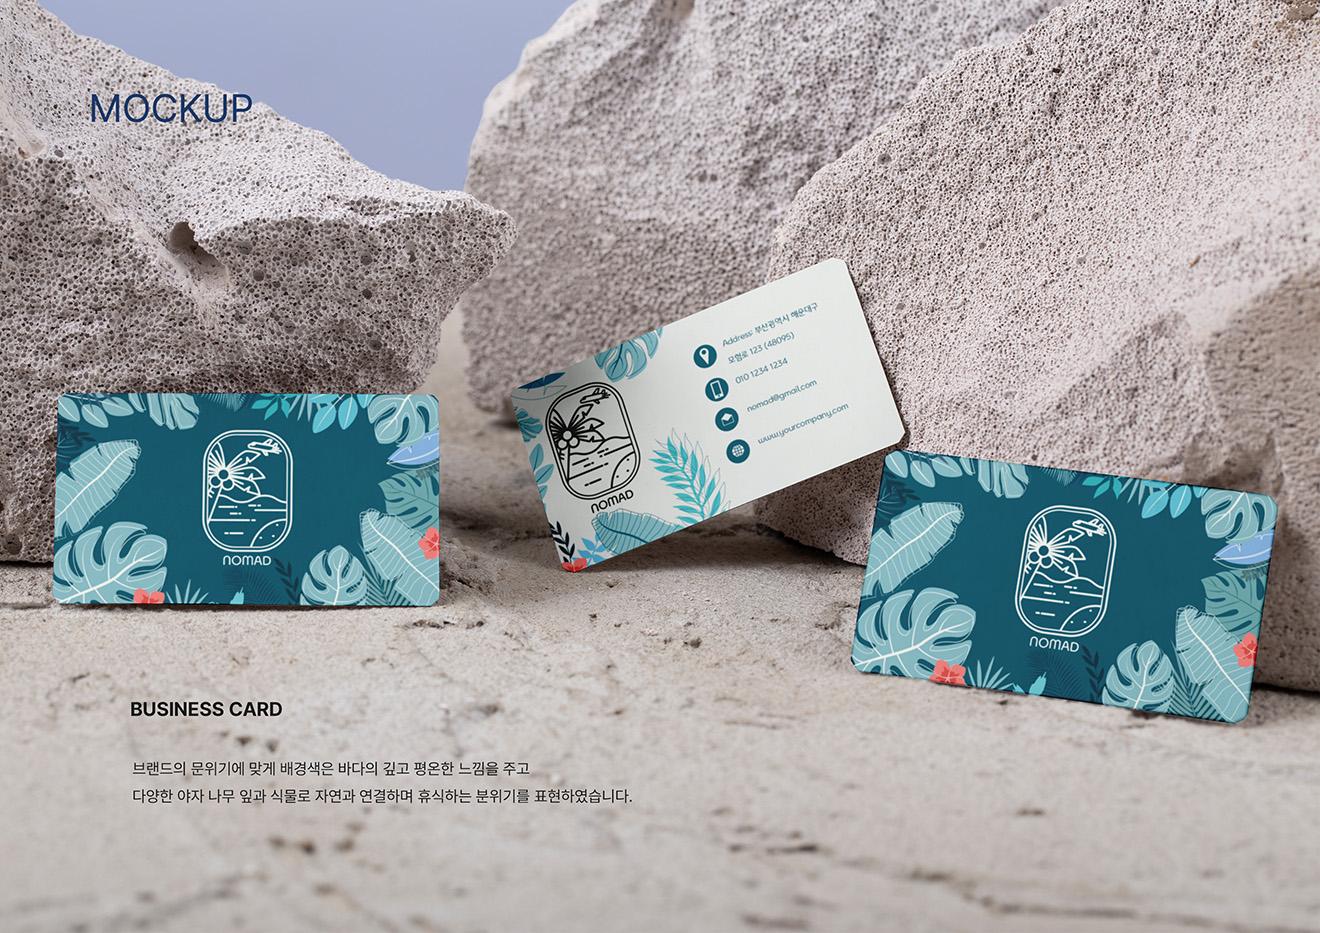 MOCKUP
Address: 부산광역시 해운대구
모험로 123 (48095)
010 1234 1234
nomad@gmail.com
www.yourcompany.com
NOMAD
NOMAD
NOMAD
BUSINESS CARD
브랜드의 문위기에 맞게 배경색은 바다의 깊고 평온한 느낌을 주고
다양한 야자 나무 잎과 식물로 자연과 연결하며 휴식하는 분위기를 표현하였습니다.